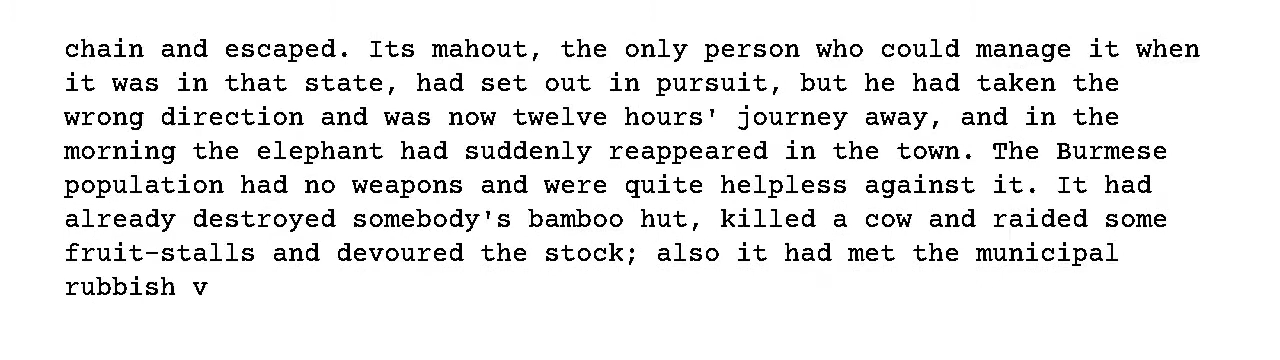 chain and escaped. Its mahout, the only person who could manage it when
it was in that state, had set out in pursuit, but he had taken the
wrong direction and was now twelve hours' journey away, and in the
morning the elephant had suddenly reappeared in the town. The Burmese
population had no weapons and were quite helpless against it. It had
already destroyed somebody's bamboo hut, killed a cow and raided some
fruit-stalls and devoured the stock; also it had met the municipal
rubbish v